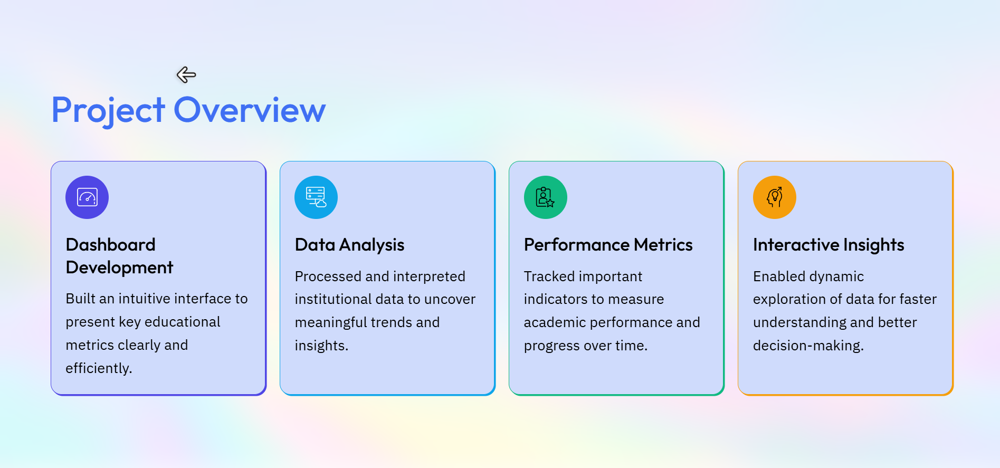 Project Overview
Dashboard
Development
Built an intuitive interface to
present key educational
metrics clearly and
efficiently.
Data Analysis
Processed and interpreted
institutional data to uncover
meaningful trends and
insights.
Performance Metrics
Tracked important
indicators to measure
academic performance and
progress over time.
Interactive Insights
Enabled dynamic
exploration of data for faster
understanding and better
decision-making.